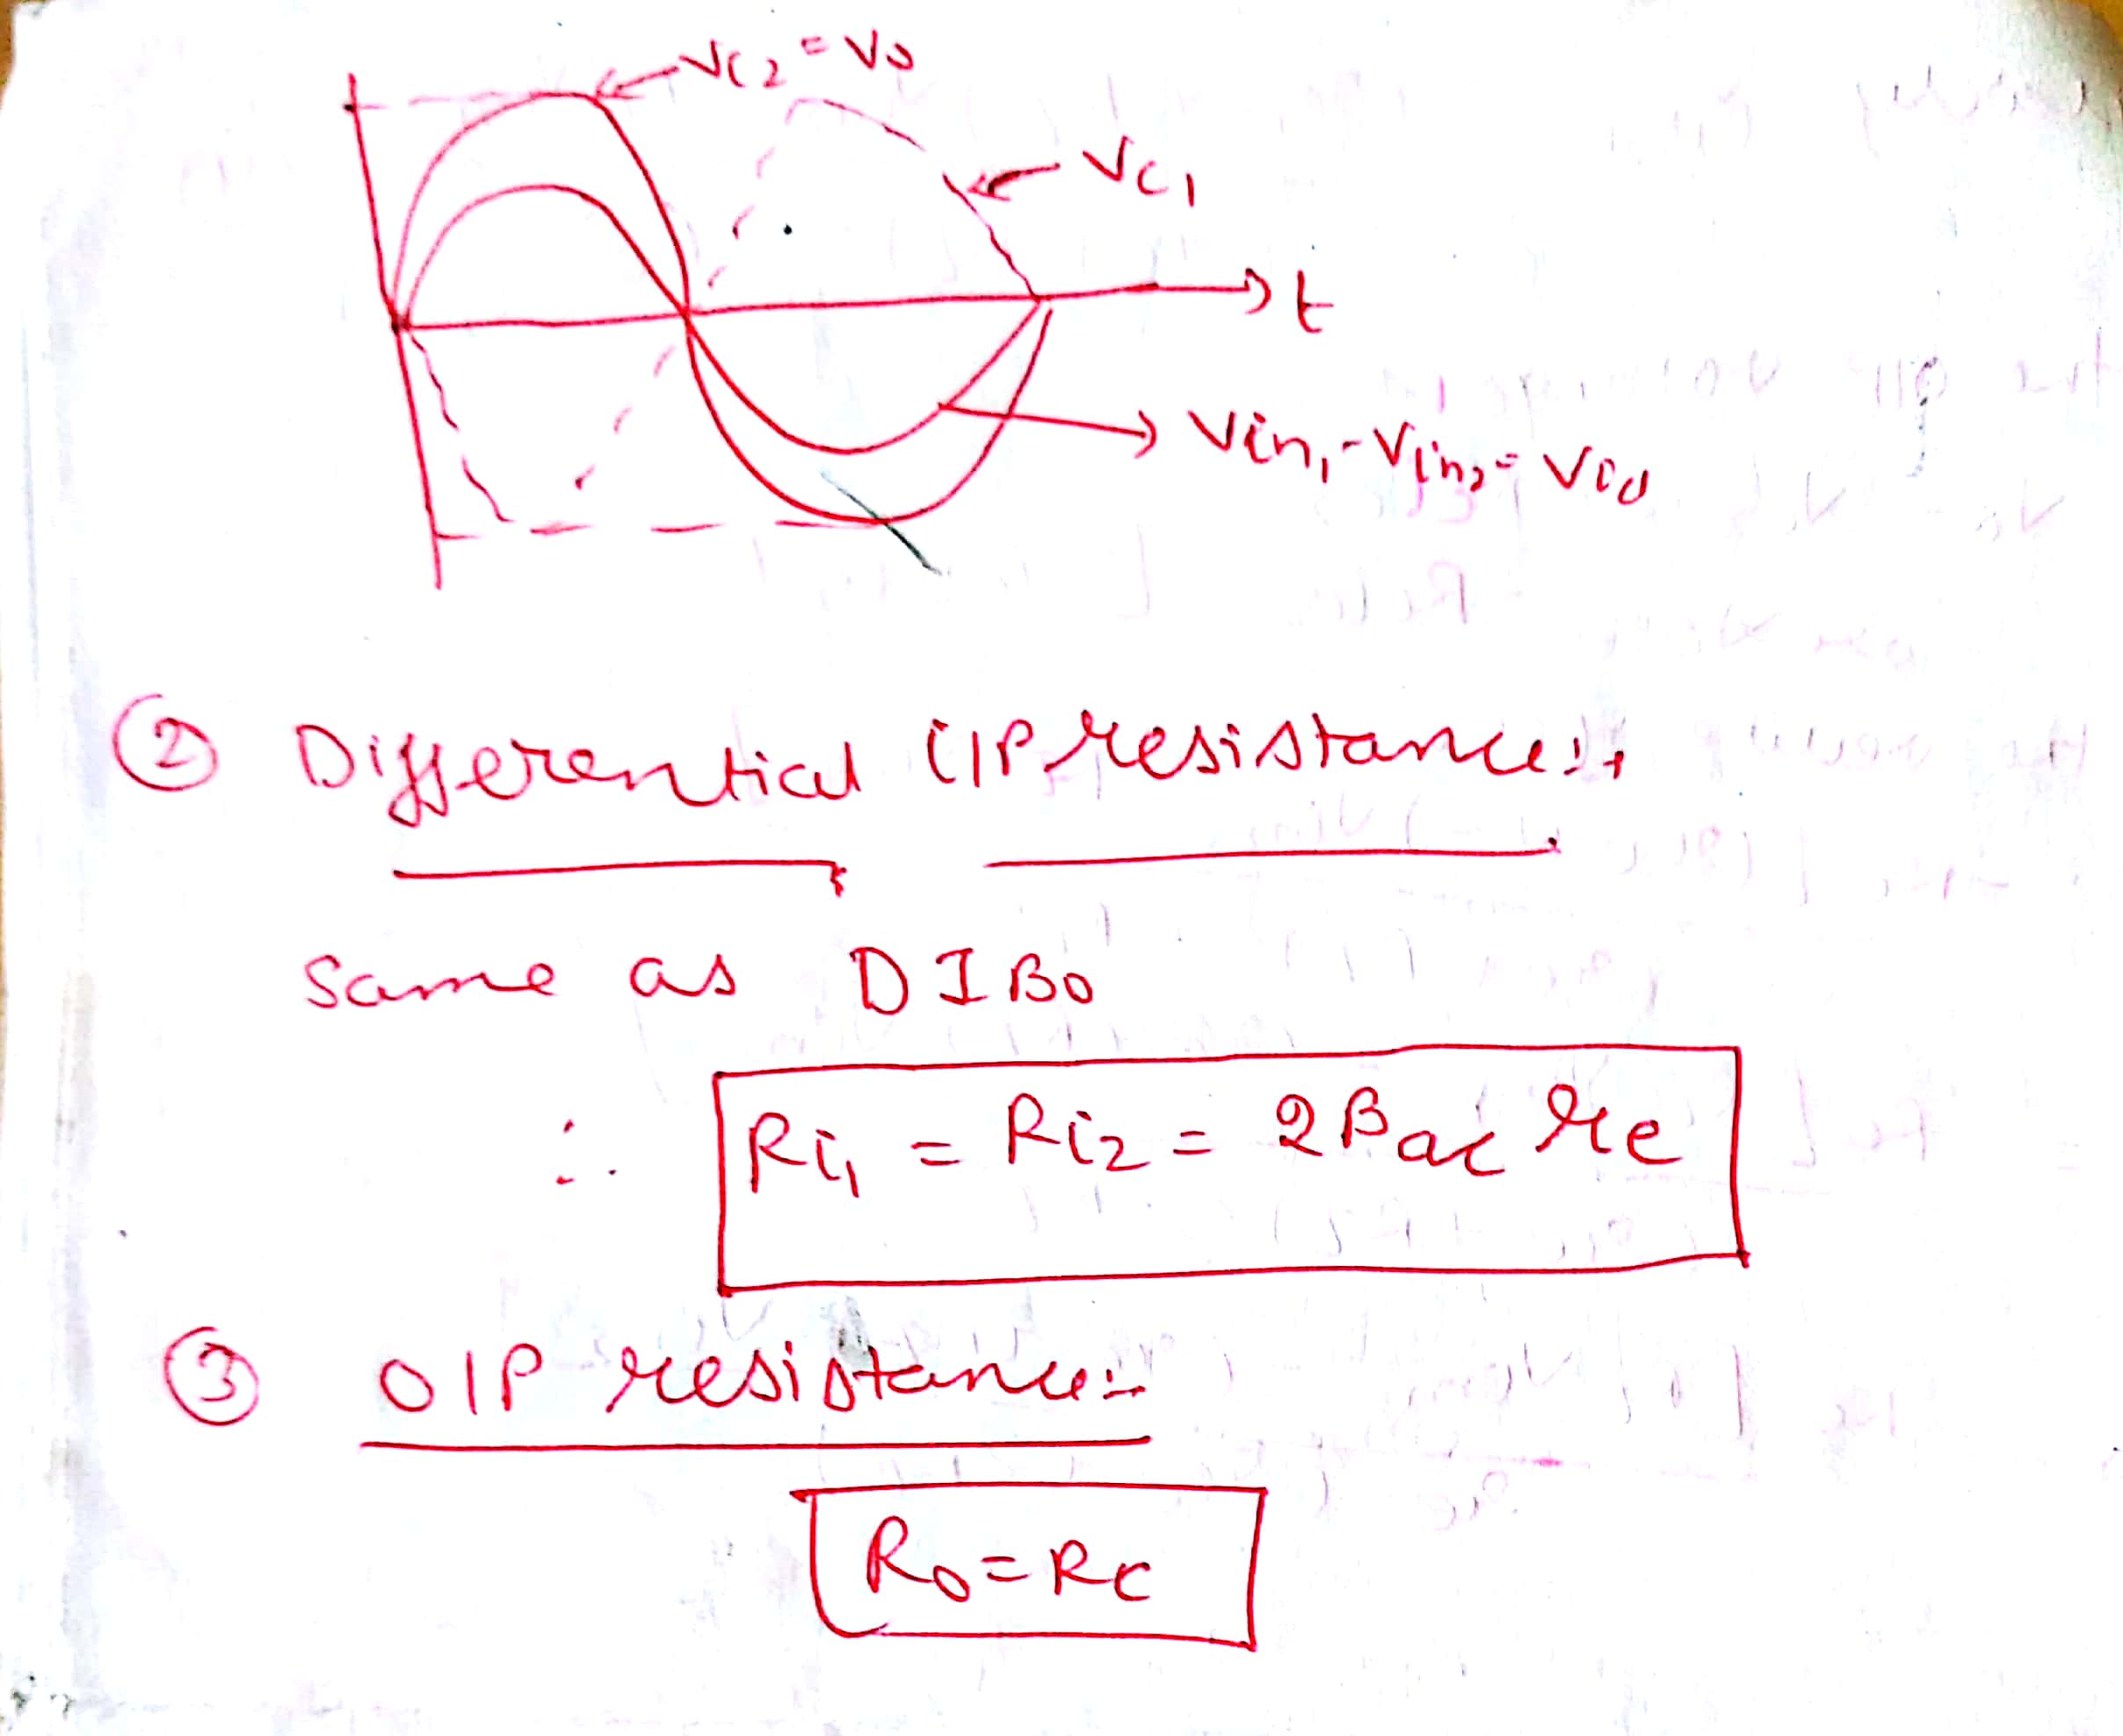 Vc2 = Vo
Vc1
t
Vin1 - Vin2 = Vid
② Differential i/p resistance:-
same as DIBO
∴ Ri1 = Ri2 = 2βac re
③ o/p resistance:-
Ro = Rc